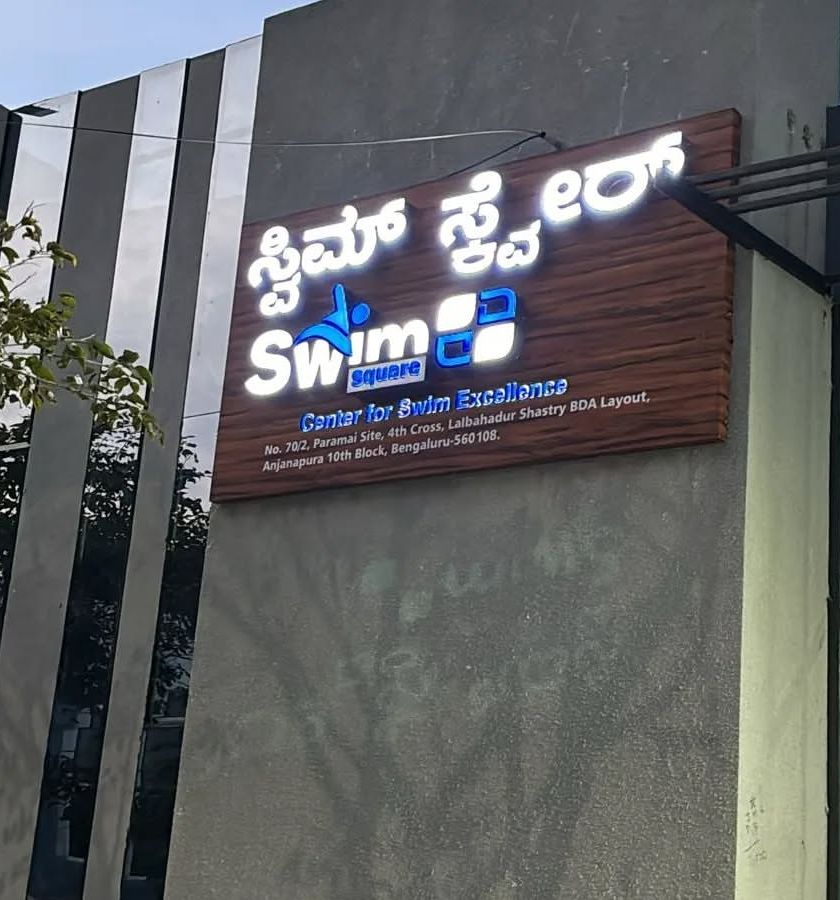 ಸ್ವಿಮ್ ಸ್ಕ್ವೇರ್
Swim
Square
Center for Swim Excellence
No. 70/2, Paramai Site, 4th Cross, Lalbahadur Shastry BDA Layout,
Anjanapura 10th Block, Bengaluru-560108.